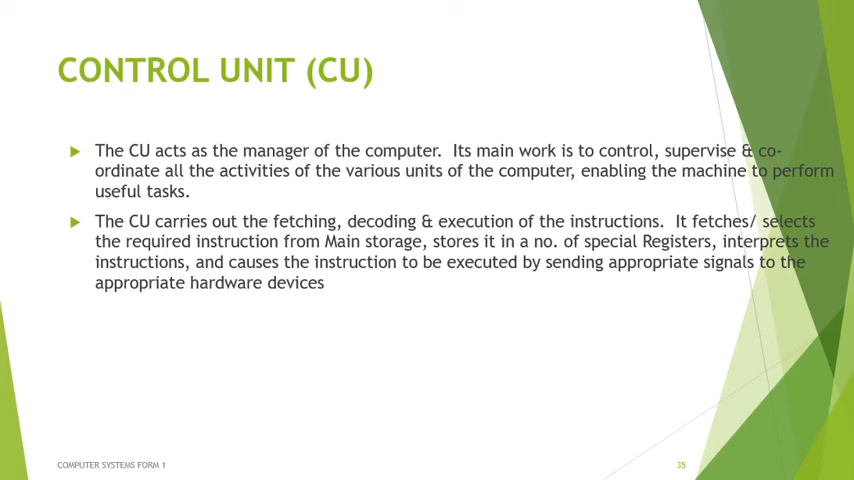 CONTROL UNIT (CU)
The CU acts as the manager of the computer.  Its main work is to control, supervise & co-
ordinate all the activities of the various units of the computer, enabling the machine to perform
useful tasks.
The CU carries out the fetching, decoding & execution of the instructions.  It fetches/ selects
the required instruction from Main storage, stores it in a no. of special Registers, interprets the
instructions, and causes the instruction to be executed by sending appropriate signals to the
appropriate hardware devices
COMPUTER SYSTEMS FORM 1
35